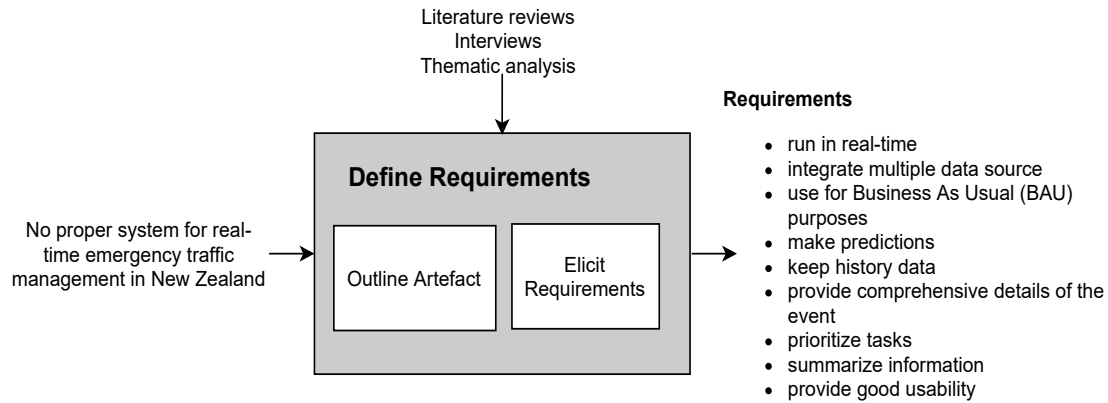 Literature reviews
Interviews
Thematic analysis
No proper system for real-
time emergency traffic
management in New Zealand
Define Requirements
Outline Artefact
Elicit
Requirements
Requirements
• run in real-time
• integrate multiple data source
• use for Business As Usual (BAU)
purposes
• make predictions
• keep history data
• provide comprehensive details of the
event
• prioritize tasks
• summarize information
• provide good usability